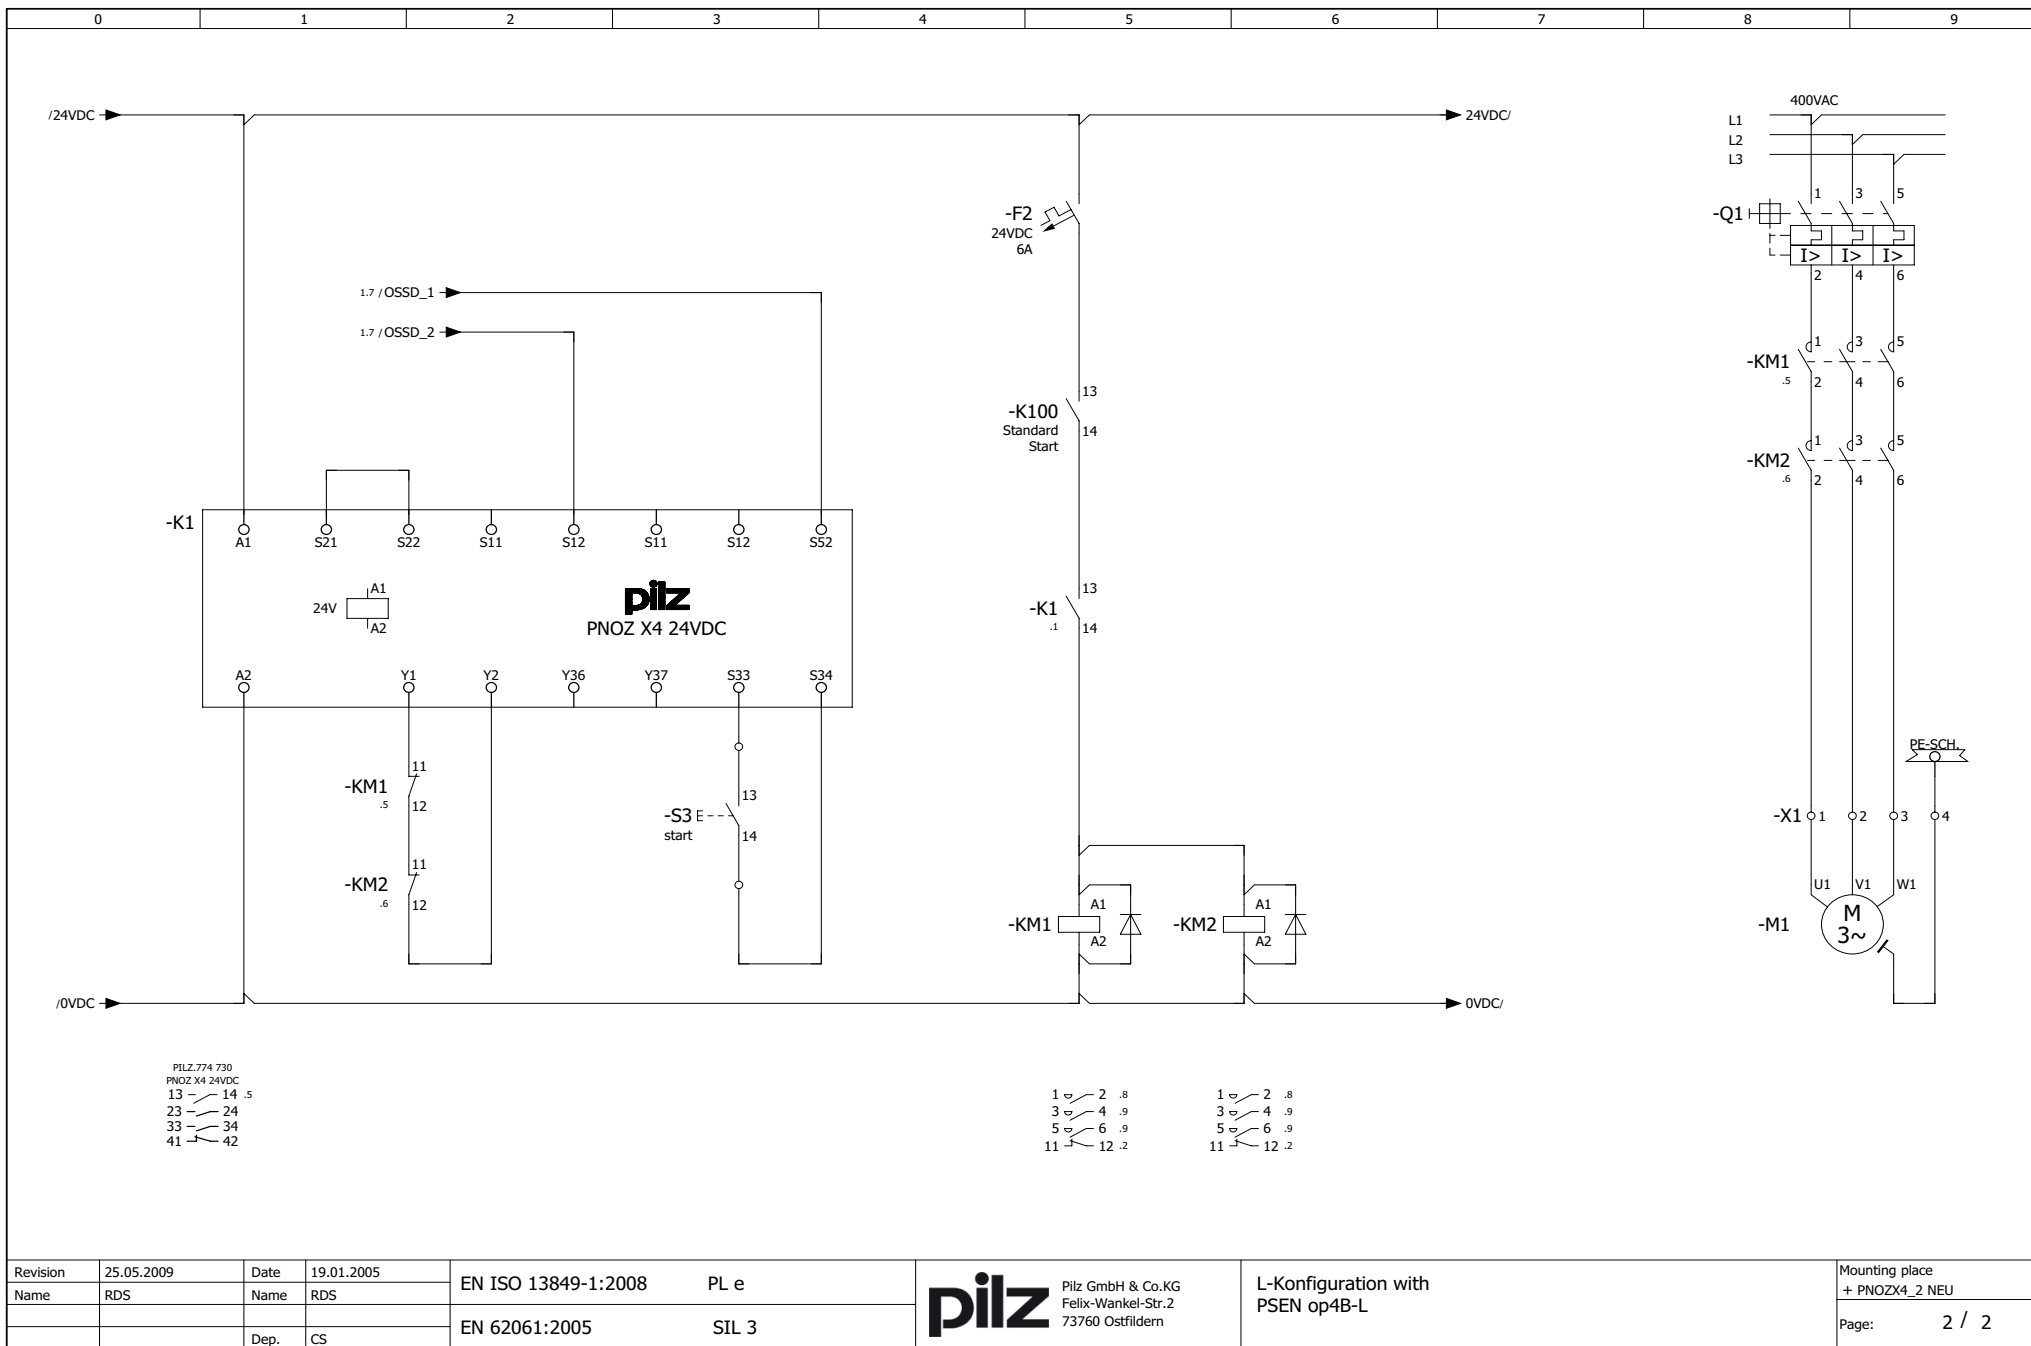 0 1 2 3 4 5 6 7 8 9
/24VDC
24VDC/
400VAC
L1
L2
L3
-Q1
1 3 5
I> I> I>
2 4 6
-F2
24VDC
6A
1.7 /OSSD_1
1.7 /OSSD_2
-KM1
.5
1 3 5
2 4 6
-K100
Standard
Start
13
14
-KM2
.6
1 3 5
2 4 6
-K1
A1 S21 S22 S11 S12 S11 S12 S52
24V
A1
A2
pilz
PNOZ X4 24VDC
A2 Y1 Y2 Y36 Y37 S33 S34
-K1
.1
13
14
-KM1
.5
11
12
-KM2
.6
11
12
-S3
start
13
14
PE-SCH.
-X1 1 2 3 4
U1 V1 W1
-M1
M
3~
-KM1
A1
A2
-KM2
A1
A2
/0VDC
0VDC/
PILZ.774 730
PNOZ X4 24VDC
13 14 .5
23 24
33 34
41 42
1 2 .8
3 4 .9
5 6 .9
11 12 .2
1 2 .8
3 4 .9
5 6 .9
11 12 .2
Revision 25.05.2009 Date 19.01.2005
Name RDS Name RDS
Dep. CS
EN ISO 13849-1:2008 PL e
EN 62061:2005 SIL 3
pilz
Pilz GmbH & Co.KG
Felix-Wankel-Str.2
73760 Ostfildern
L-Konfiguration with
PSEN op4B-L
Mounting place
+ PNOZX4_2 NEU
Page: 2 / 2